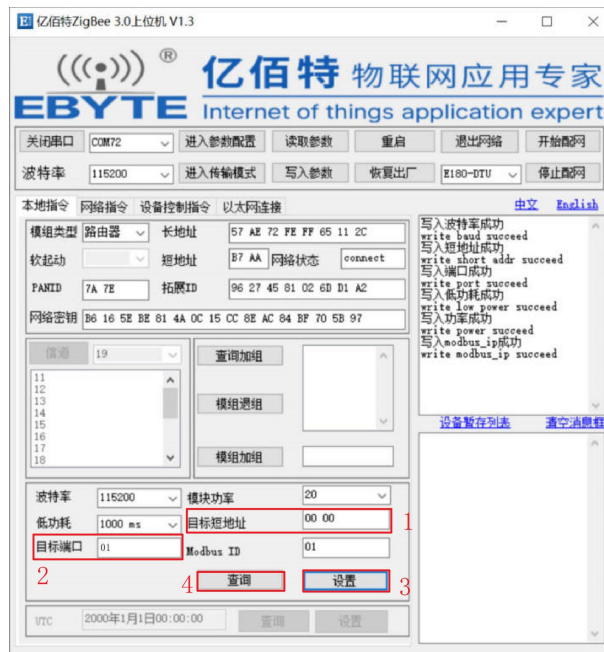 亿佰特ZigBee 3.0上位机 V1.3
®
亿佰特 物联网应用专家
EBYTE Internet of things application expert
关闭串口 COM72 进入参数配置 读取参数 重启 退出网络 开始配网
波特率 115200 进入传输模式 写入参数 恢复出厂 E180-DTU 停止配网
本地指令 网络指令 设备控制指令 以太网连接 中文 English
模组类型 路由器 长地址 57 AE 72 FE FF 65 11 2C
软起动 短地址 B7 AA 网络状态 connect
PANID 7A 7E 拓展ID 96 27 45 81 02 6D D1 A2
网络密钥 B6 16 5E BE 81 4A 0C 15 CC 8E AC 84 BF 70 5B 97
写入波特率成功
write baud succeed
写入短地址成功
write short addr succeed
写入端口成功
write port succeed
写入低功耗成功
write low power succeed
写入功率成功
write power succeed
写入modbus_ip成功
write modbus_ip succeed
信道 19 查询加组
11
12
13
14
15
16
17
18
模组退组
模组加组
设备暂存列表 清空消息框
波特率 115200 模块功率 20
低功耗 1000 ms 目标短地址 00 00 1
目标端口 01 Modbus ID 01
2 4 查询 设置 3
UTC 2000年1月1日00:00:00 查询 设置